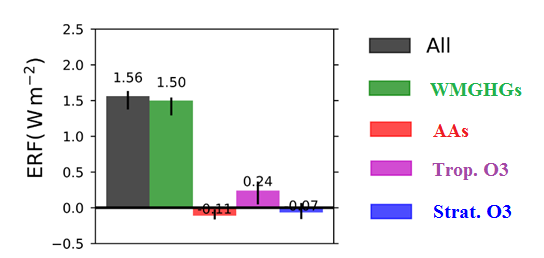 ERF(W m−2)
2.5
2.0
1.5
1.0
0.5
0.0
−0.5
1.56
1.50
-0.11
0.24
-0.07
All
WMGHGs
AAs
Trop. O3
Strat. O3